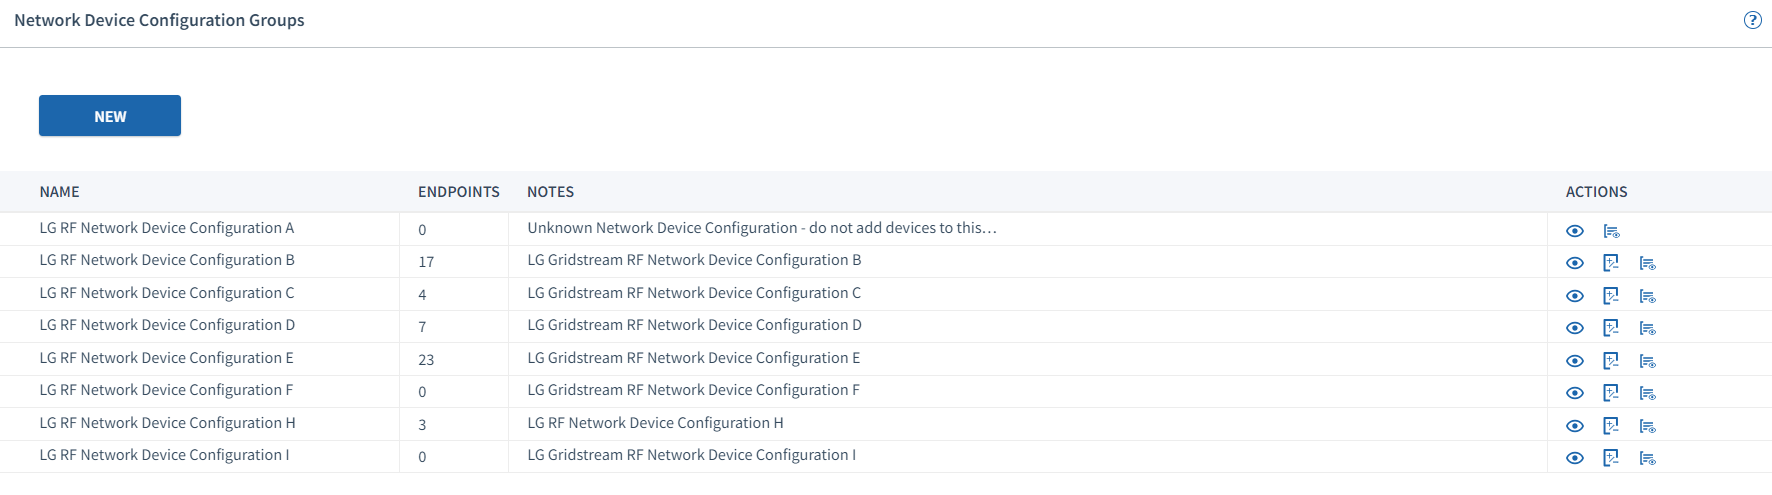 Network Device Configuration Groups
?
NEW
NAME ENDPOINTS NOTES ACTIONS
LG RF Network Device Configuration A 0 Unknown Network Device Configuration - do not add devices to this…
LG RF Network Device Configuration B 17 LG Gridstream RF Network Device Configuration B
LG RF Network Device Configuration C 4 LG Gridstream RF Network Device Configuration C
LG RF Network Device Configuration D 7 LG Gridstream RF Network Device Configuration D
LG RF Network Device Configuration E 23 LG Gridstream RF Network Device Configuration E
LG RF Network Device Configuration F 0 LG Gridstream RF Network Device Configuration F
LG RF Network Device Configuration H 3 LG RF Network Device Configuration H
LG RF Network Device Configuration I 0 LG Gridstream RF Network Device Configuration I